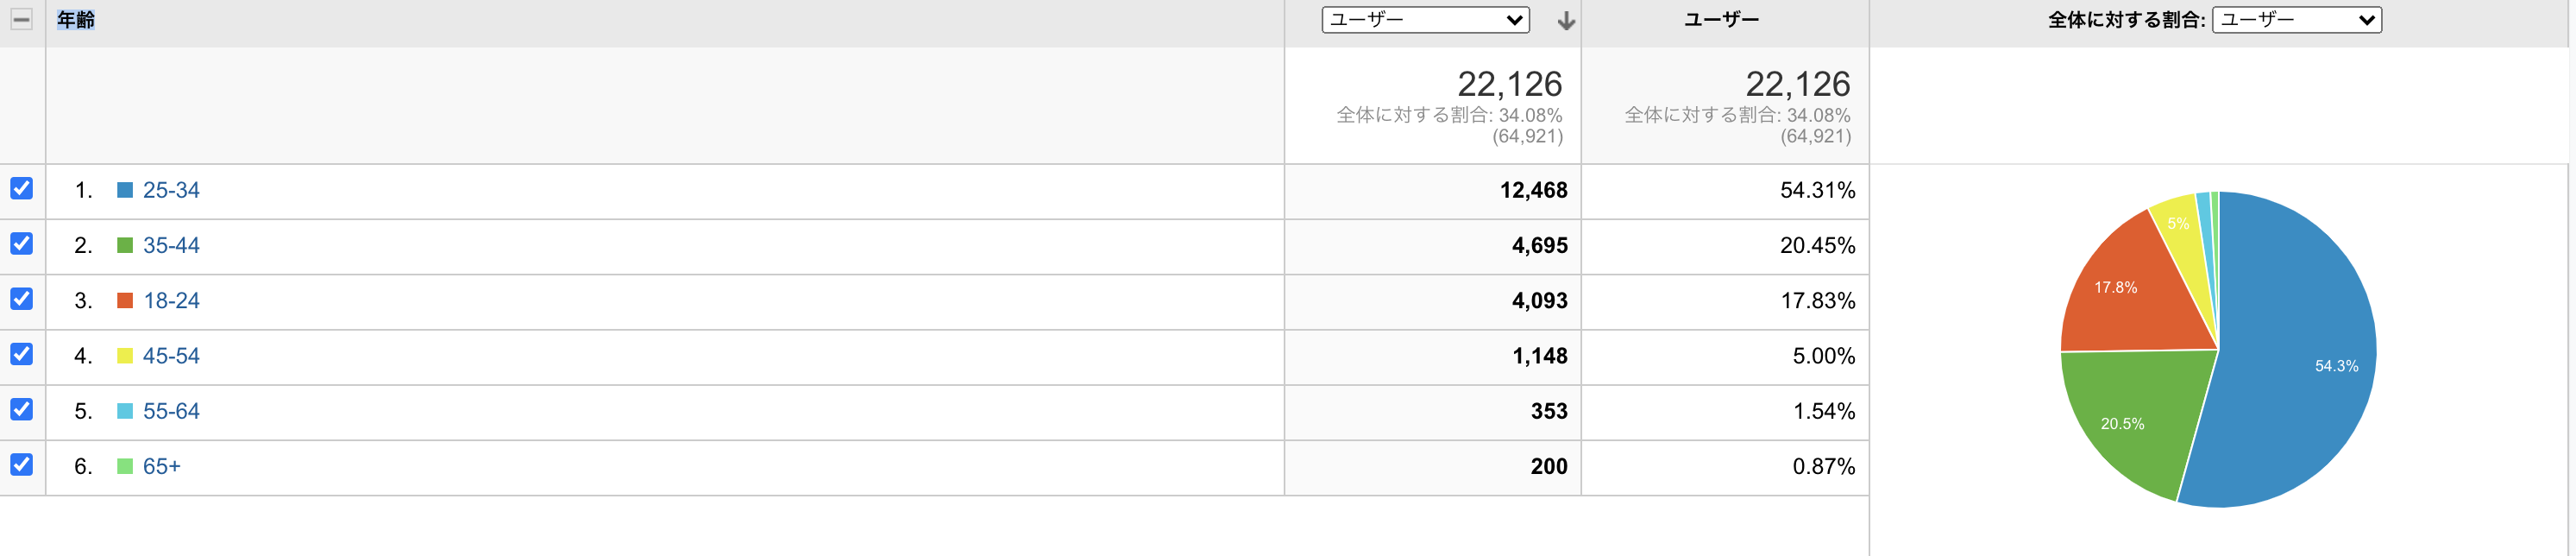 年齢 ユーザー ユーザー 全体に対する割合: ユーザー
22,126 22,126
全体に対する割合: 34.08% 全体に対する割合: 34.08%
(64,921) (64,921)
1. 25-34 12,468 54.31%
2. 35-44 4,695 20.45%
3. 18-24 4,093 17.83%
4. 45-54 1,148 5.00%
5. 55-64 353 1.54%
6. 65+ 200 0.87%
5%
17.8%
54.3%
20.5%